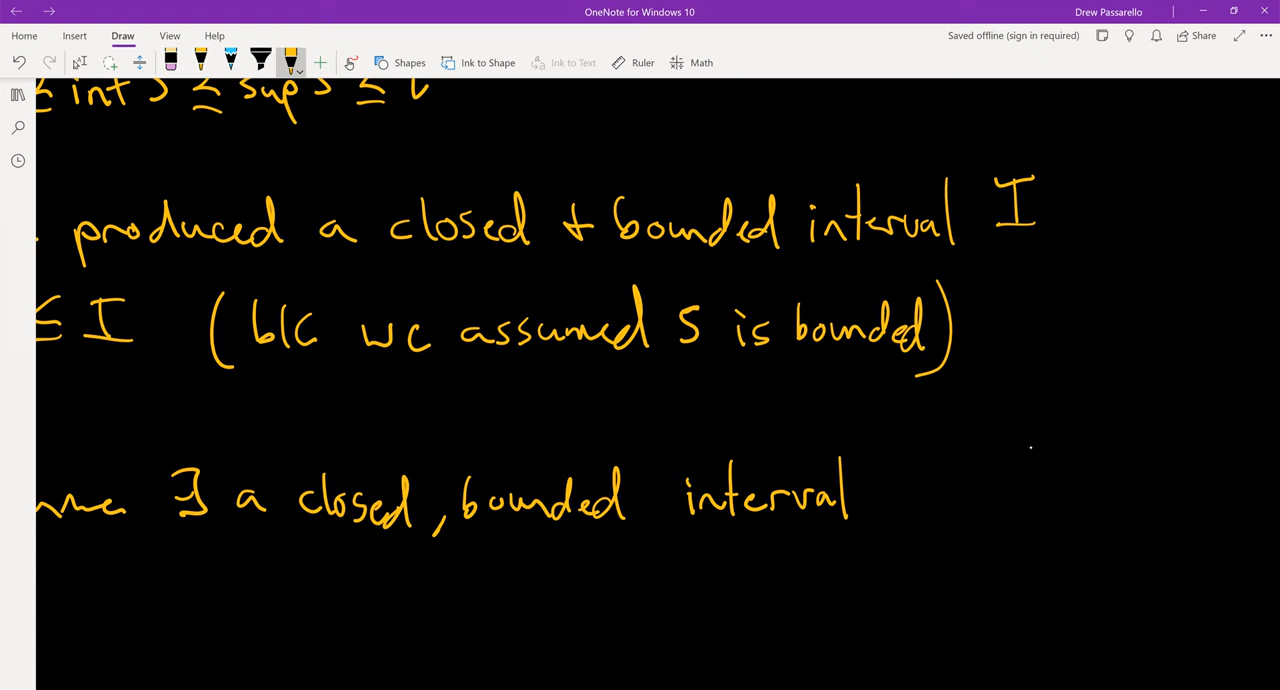 OneNote for Windows 10
Drew Passarello
Home Insert Draw View Help
Saved offline (sign in required)
Share
Shapes
Ink to Shape
Ink to Text
Ruler
Math
≤ inf S ≤ sup S ≤
produced a closed + bounded interval I
⊆ I (b/c we assumed S is bounded)
∃ a closed, bounded interval